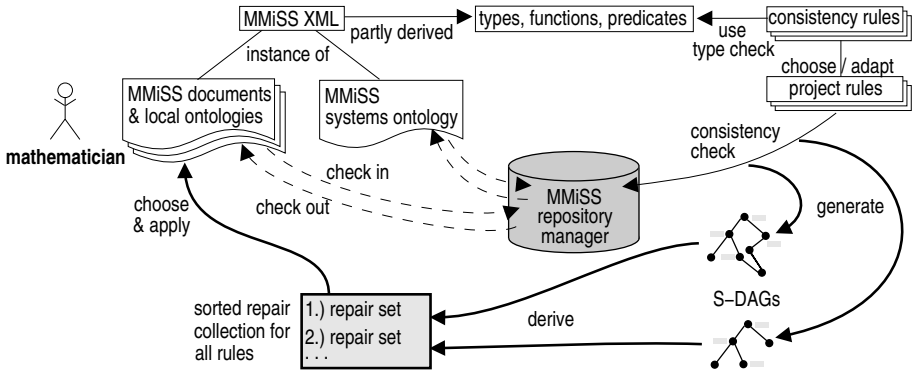 MMiSS XML
partly derived
types, functions, predicates
consistency rules
use
type check
instance of
choose / adapt
project rules
MMiSS documents
& local ontologies
MMiSS
systems ontology
mathematician
consistency
check
check in
check out
MMiSS
repository
manager
choose
& apply
generate
S–DAGs
sorted repair
collection for
all rules
1.) repair set
2.) repair set
. . .
derive